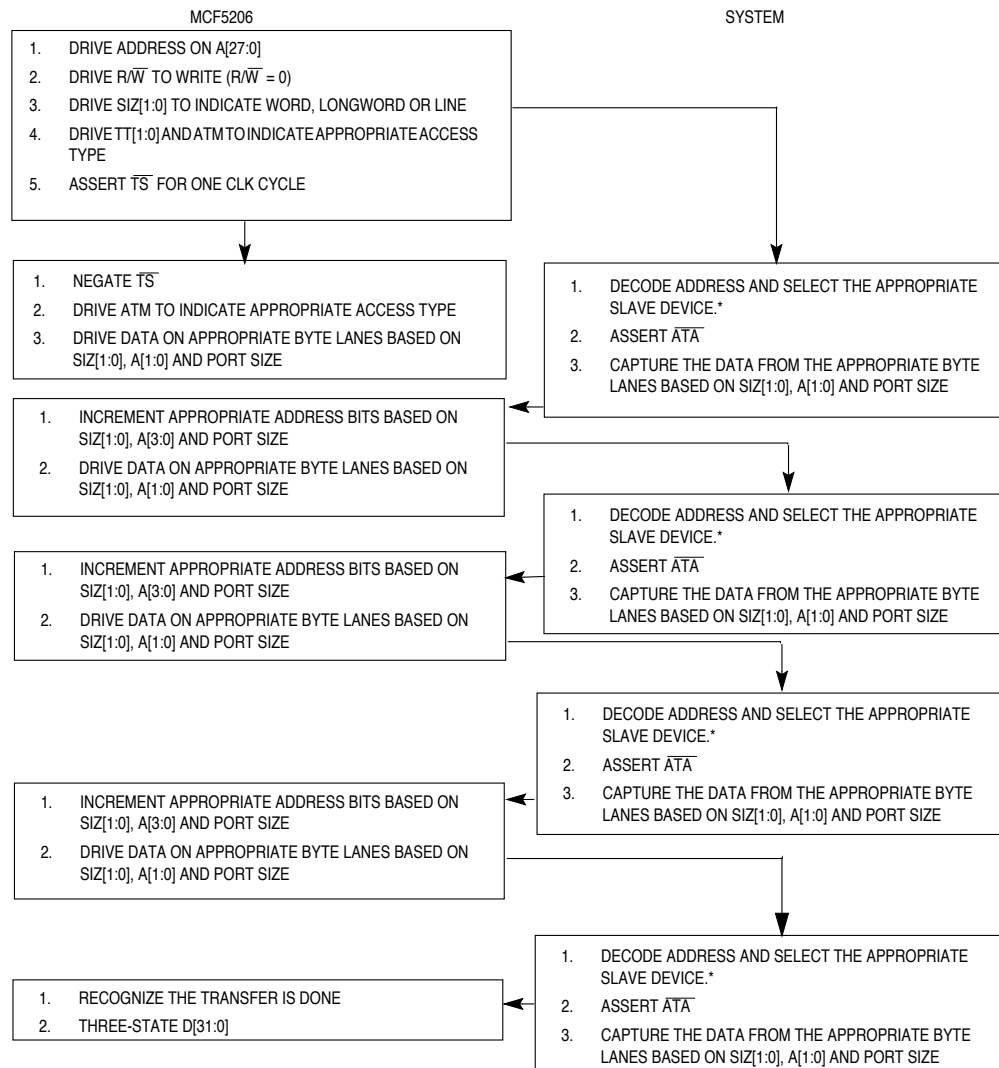 MCF5206
SYSTEM
1. DRIVE ADDRESS ON A[27:0]
2. DRIVE R/W̅ TO WRITE (R/W̅ = 0)
3. DRIVE SIZ[1:0] TO INDICATE WORD, LONGWORD OR LINE
4. DRIVE TT[1:0] AND ATM TO INDICATE APPROPRIATE ACCESS
TYPE
5. ASSERT T̅S̅ FOR ONE CLK CYCLE
1. NEGATE T̅S̅
2. DRIVE ATM TO INDICATE APPROPRIATE ACCESS TYPE
3. DRIVE DATA ON APPROPRIATE BYTE LANES BASED ON
SIZ[1:0], A[1:0] AND PORT SIZE
1. DECODE ADDRESS AND SELECT THE APPROPRIATE
SLAVE DEVICE.*
2. ASSERT A̅T̅A̅
3. CAPTURE THE DATA FROM THE APPROPRIATE BYTE
LANES BASED ON SIZ[1:0], A[1:0] AND PORT SIZE
1. INCREMENT APPROPRIATE ADDRESS BITS BASED ON
SIZ[1:0], A[3:0] AND PORT SIZE
2. DRIVE DATA ON APPROPRIATE BYTE LANES BASED ON
SIZ[1:0], A[1:0] AND PORT SIZE
1. DECODE ADDRESS AND SELECT THE APPROPRIATE
SLAVE DEVICE.*
2. ASSERT A̅T̅A̅
3. CAPTURE THE DATA FROM THE APPROPRIATE BYTE
LANES BASED ON SIZ[1:0], A[1:0] AND PORT SIZE
1. INCREMENT APPROPRIATE ADDRESS BITS BASED ON
SIZ[1:0], A[3:0] AND PORT SIZE
2. DRIVE DATA ON APPROPRIATE BYTE LANES BASED ON
SIZ[1:0], A[1:0] AND PORT SIZE
1. DECODE ADDRESS AND SELECT THE APPROPRIATE
SLAVE DEVICE.*
2. ASSERT A̅T̅A̅
3. CAPTURE THE DATA FROM THE APPROPRIATE BYTE
LANES BASED ON SIZ[1:0], A[1:0] AND PORT SIZE
1. INCREMENT APPROPRIATE ADDRESS BITS BASED ON
SIZ[1:0], A[3:0] AND PORT SIZE
2. DRIVE DATA ON APPROPRIATE BYTE LANES BASED ON
SIZ[1:0], A[1:0] AND PORT SIZE
1. DECODE ADDRESS AND SELECT THE APPROPRIATE
SLAVE DEVICE.*
2. ASSERT A̅T̅A̅
3. CAPTURE THE DATA FROM THE APPROPRIATE BYTE
LANES BASED ON SIZ[1:0], A[1:0] AND PORT SIZE
1. RECOGNIZE THE TRANSFER IS DONE
2. THREE-STATE D[31:0]